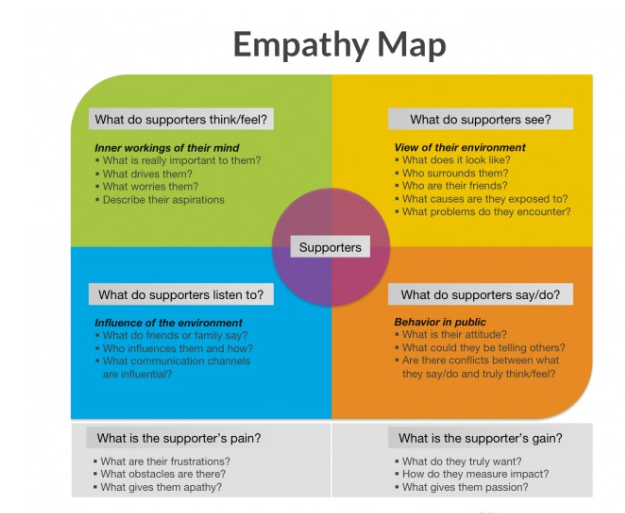 Empathy Map
What do supporters think/feel?
Inner workings of their mind
▪ What is really important to them?
▪ What drives them?
▪ What worries them?
▪ Describe their aspirations
What do supporters see?
View of their environment
▪ What does it look like?
▪ Who surrounds them?
▪ Who are their friends?
▪ What causes are they exposed to?
▪ What problems do they encounter?
Supporters
What do supporters listen to?
Influence of the environment
▪ What do friends or family say?
▪ Who influences them and how?
▪ What communication channels
are influential?
What do supporters say/do?
Behavior in public
▪ What is their attitude?
▪ What could they be telling others?
▪ Are there conflicts between what
they say/do and truly think/feel?
What is the supporter's pain?
▪ What are their frustrations?
▪ What obstacles are there?
▪ What gives them apathy?
What is the supporter's gain?
▪ What do they truly want?
▪ How do they measure impact?
▪ What gives them passion?